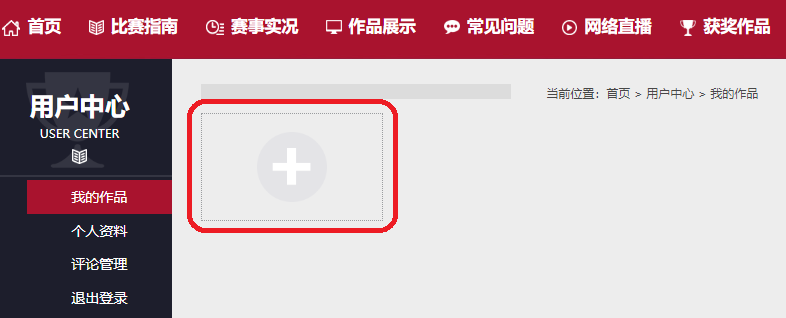 首页 比赛指南 赛事实况 作品展示 常见问题 网络直播 获奖作品
用户中心
USER CENTER
当前位置：首页 > 用户中心 > 我的作品
我的作品
个人资料
评论管理
退出登录